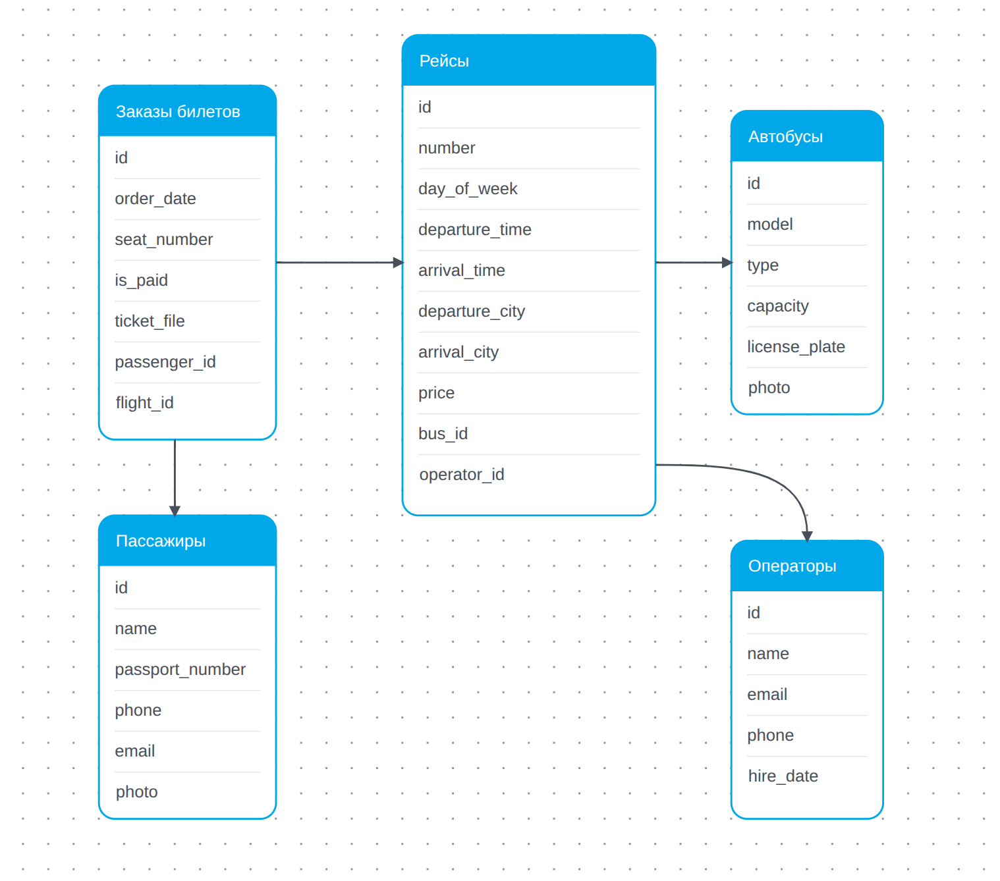 Заказы билетов
id
order_date
seat_number
is_paid
ticket_file
passenger_id
flight_id
Рейсы
id
number
day_of_week
departure_time
arrival_time
departure_city
arrival_city
price
bus_id
operator_id
Автобусы
id
model
type
capacity
license_plate
photo
Пассажиры
id
name
passport_number
phone
email
photo
Операторы
id
name
email
phone
hire_date